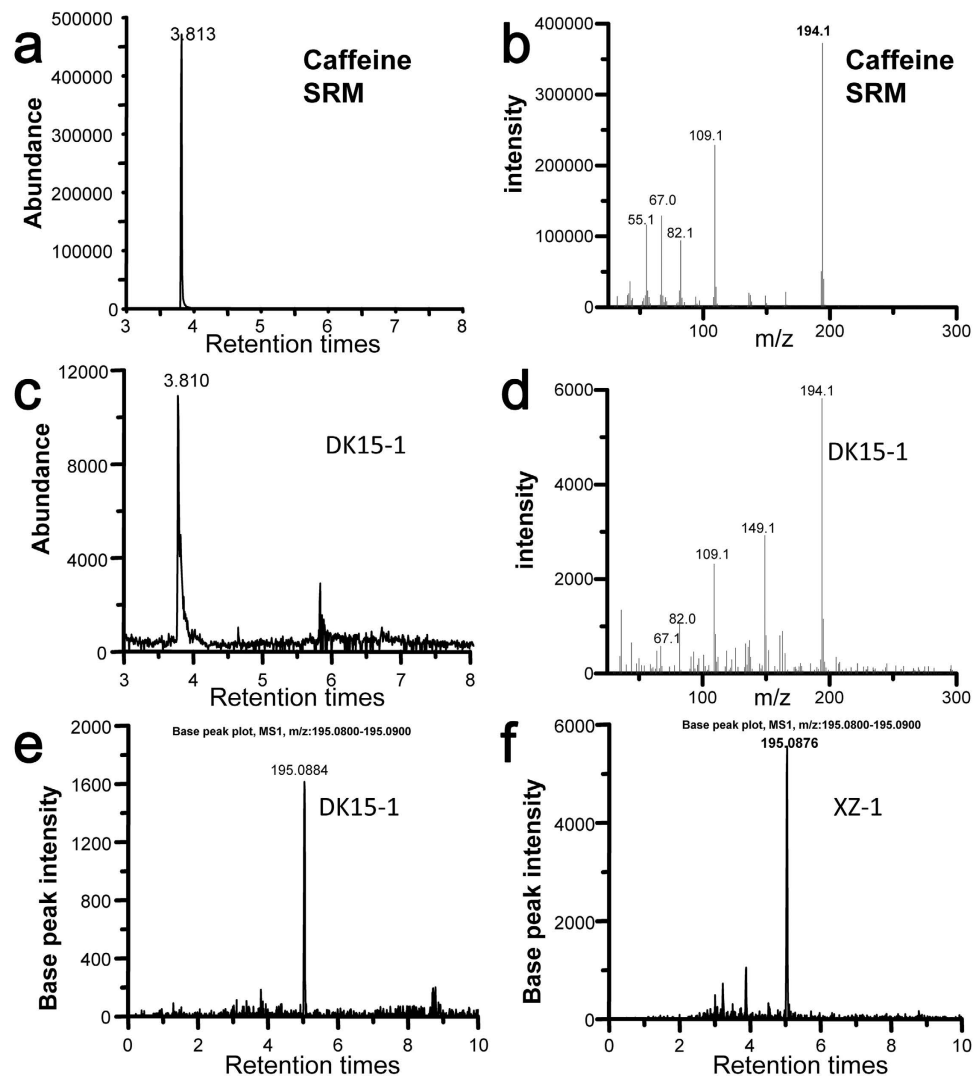 a
500000
400000
300000
200000
100000
0
Abundance
3.813
Caffeine
SRM
3 4 5 6 7 8
Retention times
b
400000
300000
200000
100000
0
intensity
194.1
109.1
67.0
55.1
82.1
Caffeine
SRM
100 200 300
m/z
c
12000
8000
4000
0
Abundance
3.810
DK15-1
3 4 5 6 7 8
Retention times
d
6000
4000
2000
0
intensity
194.1
149.1
109.1
82.0
67.1
DK15-1
100 200 300
m/z
e
2000
1600
1200
800
400
0
Base peak intensity
Base peak plot, MS1, m/z:195.0800-195.0900
195.0884
DK15-1
0 2 4 6 8 10
Retention times
f
6000
4000
2000
0
Base peak intensity
Base peak plot, MS1, m/z:195.0800-195.0900
195.0876
XZ-1
0 2 4 6 8 10
Retention times